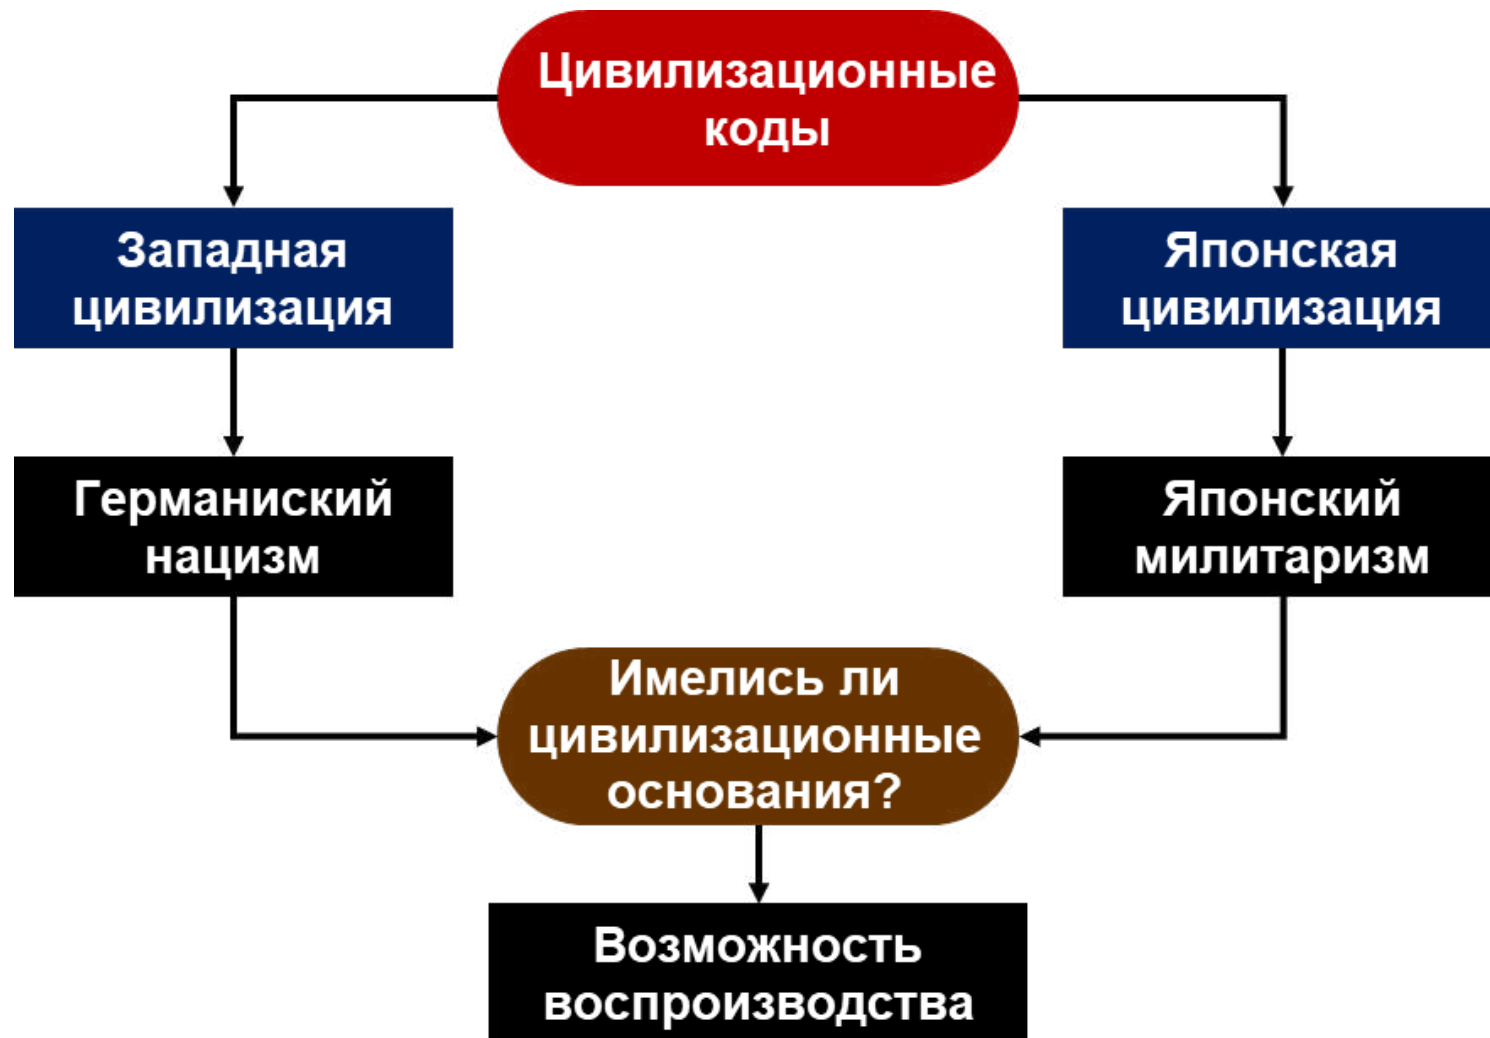 Цивилизационные
коды
Западная
цивилизация
Японская
цивилизация
Германиский
нацизм
Японский
милитаризм
Имелись ли
цивилизационные
основания?
Возможность
воспроизводства